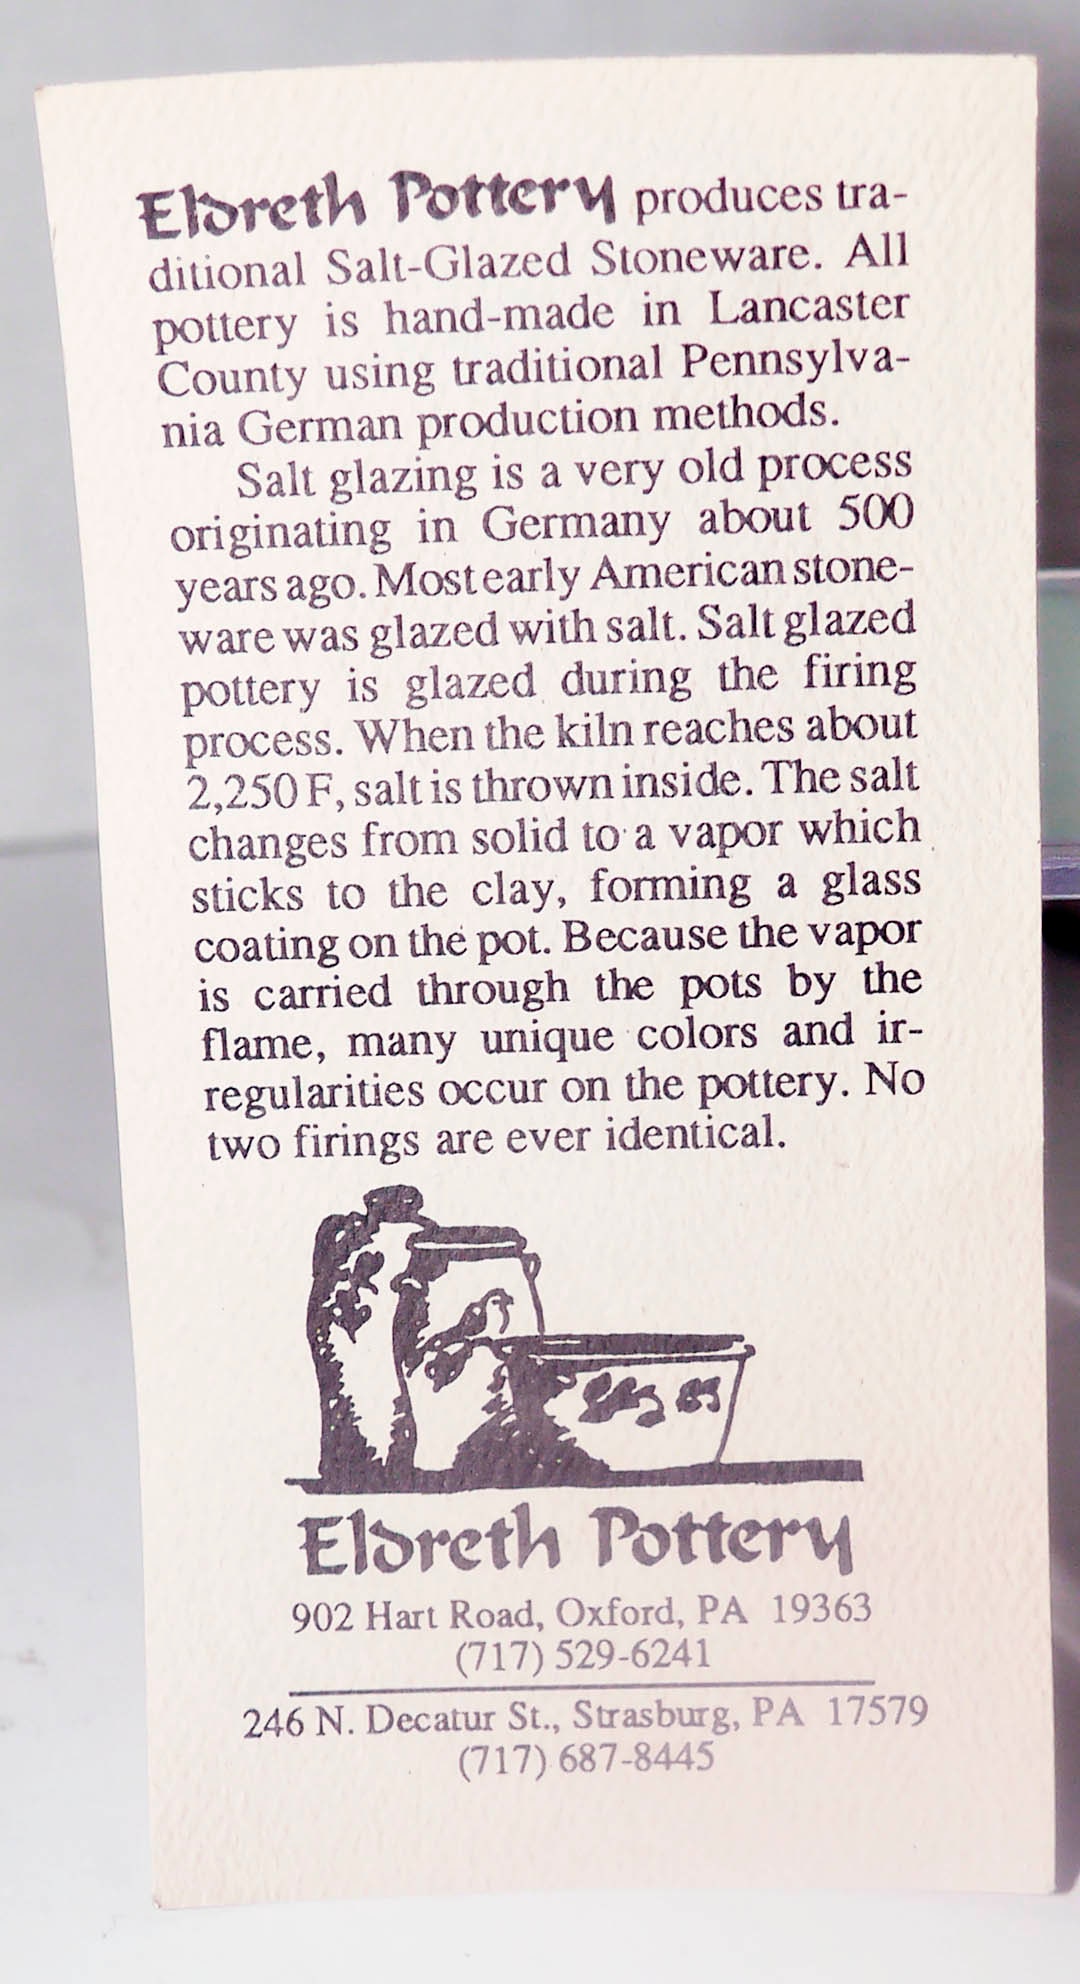 Eldreth Pottery produces tra-
ditional Salt-Glazed Stoneware. All
pottery is hand-made in Lancaster
County using traditional Pennsylva-
nia German production methods.
Salt glazing is a very old process
originating in Germany about 500
years ago. Most early American stone-
ware was glazed with salt. Salt glazed
pottery is glazed during the firing
process. When the kiln reaches about
2,250 F, salt is thrown inside. The salt
changes from solid to a vapor which
sticks to the clay, forming a glass
coating on the pot. Because the vapor
is carried through the pots by the
flame, many unique colors and ir-
regularities occur on the pottery. No
two firings are ever identical.
Eldreth Pottery
902 Hart Road, Oxford, PA 19363
(717) 529-6241
246 N. Decatur St., Strasburg, PA 17579
(717) 687-8445